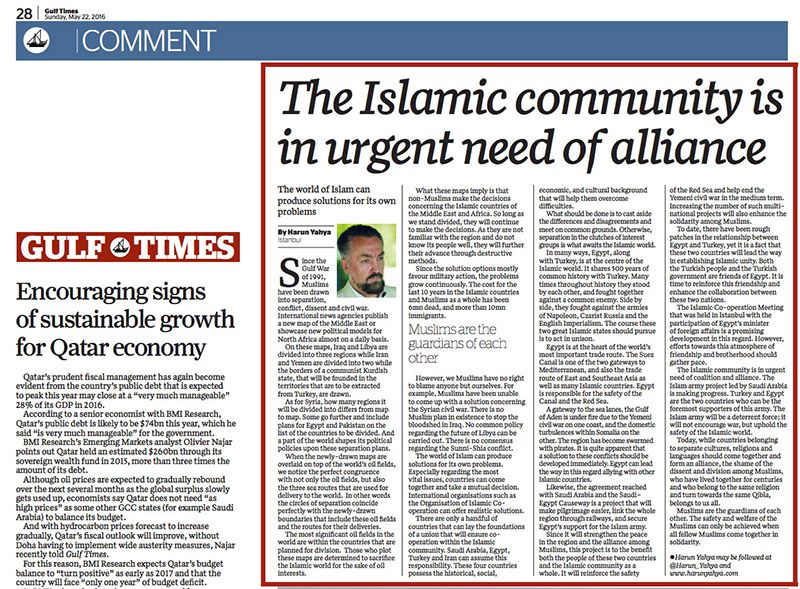 28
Gulf Times
Sunday, May 22, 2016
COMMENT
GULF TIMES
Encouraging signs
of sustainable growth
for Qatar economy
Qatar's prudent fiscal management has again become
evident from the country's public debt that is expected
to peak this year may close at a "very much manageable"
28% of its GDP in 2016.
According to a senior economist with BMI Research,
Qatar's public debt is likely to be $74bn this year, which he
said "is very much manageable" for the government.
BMI Research's Emerging Markets analyst Olivier Najar
points out Qatar held an estimated $260bn through its
sovereign wealth fund in 2015, more than three times the
amount of its debt.
Although oil prices are expected to gradually rebound
over the next several months as the global surplus slowly
gets used up, economists say Qatar does not need "as
high prices" as some other GCC states (for example Saudi
Arabia) to balance its budget.
And with hydrocarbon prices forecast to increase
gradually, Qatar's fiscal outlook will improve, without
Doha having to implement wide austerity measures, Najar
recently told Gulf Times.
For this reason, BMI Research expects Qatar's budget
balance to "turn positive" as early as 2017 and that the
country will face "only one year" of budget deficit.
The Islamic community is
in urgent need of alliance
The world of Islam can
produce solutions for its own
problems
By Harun Yahya
Istanbul
Since the
Gulf War
of 1991,
Muslims
have been drawn
into separation,
conflict, dissent and civil war.
International news agencies publish
a new map of the Middle East or
showcase new political models for
North Africa almost on a daily basis.
On these maps, Iraq and Libya are
divided into three regions while Iran
and Yemen are divided into two while
the borders of a communist Kurdish
state, that will be founded in the
territories that are to be extracted
from Turkey, are drawn.
As for Syria, how many regions it
will be divided into differs from map
to map. Some go further and include
plans for Egypt and Pakistan on the
list of the countries to be divided. And
a part of the world shapes its political
policies upon these separation plans.
When the newly-drawn maps are
overlaid on top of the world's oil fields,
we notice the perfect congruence
with not only the oil fields, but also
the three sea routes that are used for
delivery to the world. In other words
the circles of separation coincide
perfectly with the newly-drawn
boundaries that include these oil fields
and the routes for their deliveries.
The most significant oil fields in the
world are within the countries that are
planned for division. Those who plot
these maps are determined to sacrifice
the Islamic world for the sake of oil
interests.
What these maps imply is that
non-Muslims make the decisions
concerning the Islamic countries of
the Middle East and Africa. So long as
we stand divided, they will continue
to make the decisions. As they are not
familiar with the region and do not
know its people well, they will further
their advance through destructive
methods.
Since the solution options mostly
favour military action, the problems
grow continuously. The cost for the
last 10 years in the Islamic countries
and Muslims as a whole has been
6mn dead, and more than 10mn
immigrants.
Muslims are the
guardians of each
other
However, we Muslims have no right
to blame anyone but ourselves. For
example, Muslims have been unable
to come up with a solution concerning
the Syrian civil war. There is no
Muslim plan in existence to stop the
bloodshed in Iraq. No common policy
regarding the future of Libya can be
carried out. There is no consensus
regarding the Sunni-Shia conflict.
The world of Islam can produce
solutions for its own problems.
Especially regarding the most
vital issues, countries can come
together and take a mutual decision.
International organisations such as
the Organisation of Islamic Co-
operation can offer realistic solutions.
There are only a handful of
countries that can lay the foundations
of a union that will ensure co-
operation within the Islamic
community. Saudi Arabia, Egypt,
Turkey and Iran can assume this
responsibility. These four countries
possess the historical, social,
economic, and cultural background
that will help them overcome
difficulties.
What should be done is to cast aside
the differences and disagreements and
meet on common grounds. Otherwise,
separation in the clutches of interest
groups is what awaits the Islamic world.
In many ways, Egypt, along
with Turkey, is at the centre of the
Islamic world. It shares 500 years of
common history with Turkey. Many
times throughout history they stood
by each other, and fought together
against a common enemy. Side by
side, they fought against the armies
of Napoleon, Czarist Russia and the
English Imperialism. The course these
two great Islamic states should pursue
is to act in unison.
Egypt is at the heart of the world's
most important trade route. The Suez
Canal is one of the two gateways to
Mediterranean, and also the trade
route of East and Southeast Asia as
well as many Islamic countries. Egypt
is responsible for the safety of the
Canal and the Red Sea.
A gateway to the sea lanes, the Gulf
of Aden is under fire due to the Yemeni
civil war on one coast, and the domestic
turbulences within Somalia on the
other. The region has become swarmed
with pirates. It is quite apparent that
a solution to these conflicts should be
developed immediately. Egypt can lead
the way in this regard allying with other
Islamic countries.
Likewise, the agreement reached
with Saudi Arabia and the Saudi-
Egypt Causeway is a project that will
make pilgrimage easier, link the whole
region through railways, and secure
Egypt's support for the Islam army.
Since it will strengthen the peace
in the region and the alliance among
Muslims, this project is to the benefit
both the people of these two countries
and the Islamic community as a
whole. It will reinforce the safety
of the Red Sea and help end the
Yemeni civil war in the medium term.
Increasing the number of such multi-
national projects will also enhance the
solidarity among Muslims.
To date, there have been rough
patches in the relationship between
Egypt and Turkey, yet it is a fact that
these two countries will lead the way
in establishing Islamic unity. Both
the Turkish people and the Turkish
government are friends of Egypt. It is
time to reinforce this friendship and
enhance the collaboration between
these two nations.
The Islamic Co-operation Meeting
that was held in Istanbul with the
participation of Egypt's minister
of foreign affairs is a promising
development in this regard. However,
efforts towards this atmosphere of
friendship and brotherhood should
gather pace.
The Islamic community is in urgent
need of coalition and alliance. The
Islam army project led by Saudi Arabia
is making progress. Turkey and Egypt
are the two countries who can be the
foremost supporters of this army. The
Islam army will be a deterrent force; it
will not encourage war, but uphold the
safety of the Islamic world.
Today, while countries belonging
to separate cultures, religions and
languages should come together and
form an alliance, the shame of the
dissent and division among Muslims,
who have lived together for centuries
and who belong to the same religion
and turn towards the same Qibla,
belongs to us all.
Muslims are the guardians of each
other. The safety and welfare of the
Muslims can only be achieved when
all fellow Muslims come together in
solidarity.
● Harun Yahya may be followed at
@Harun_Yahya and
www.harunyahya.com